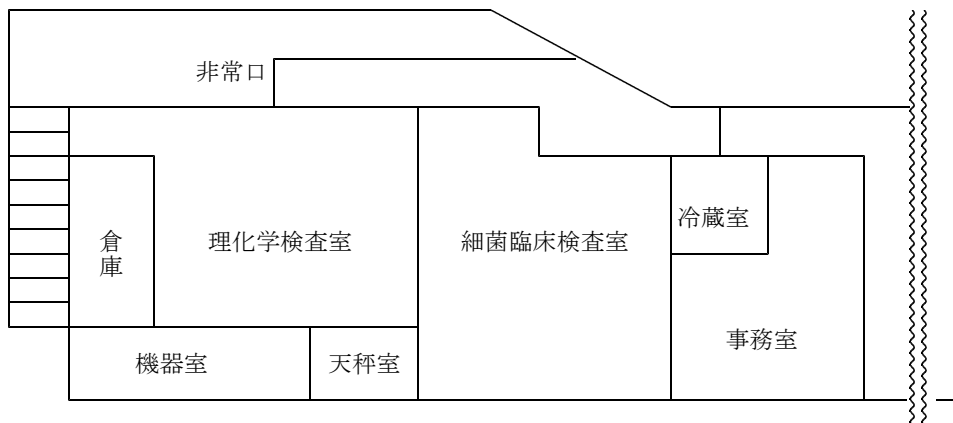 非常口
冷蔵室
倉庫
理化学検査室
細菌臨床検査室
事務室
機器室
天秤室